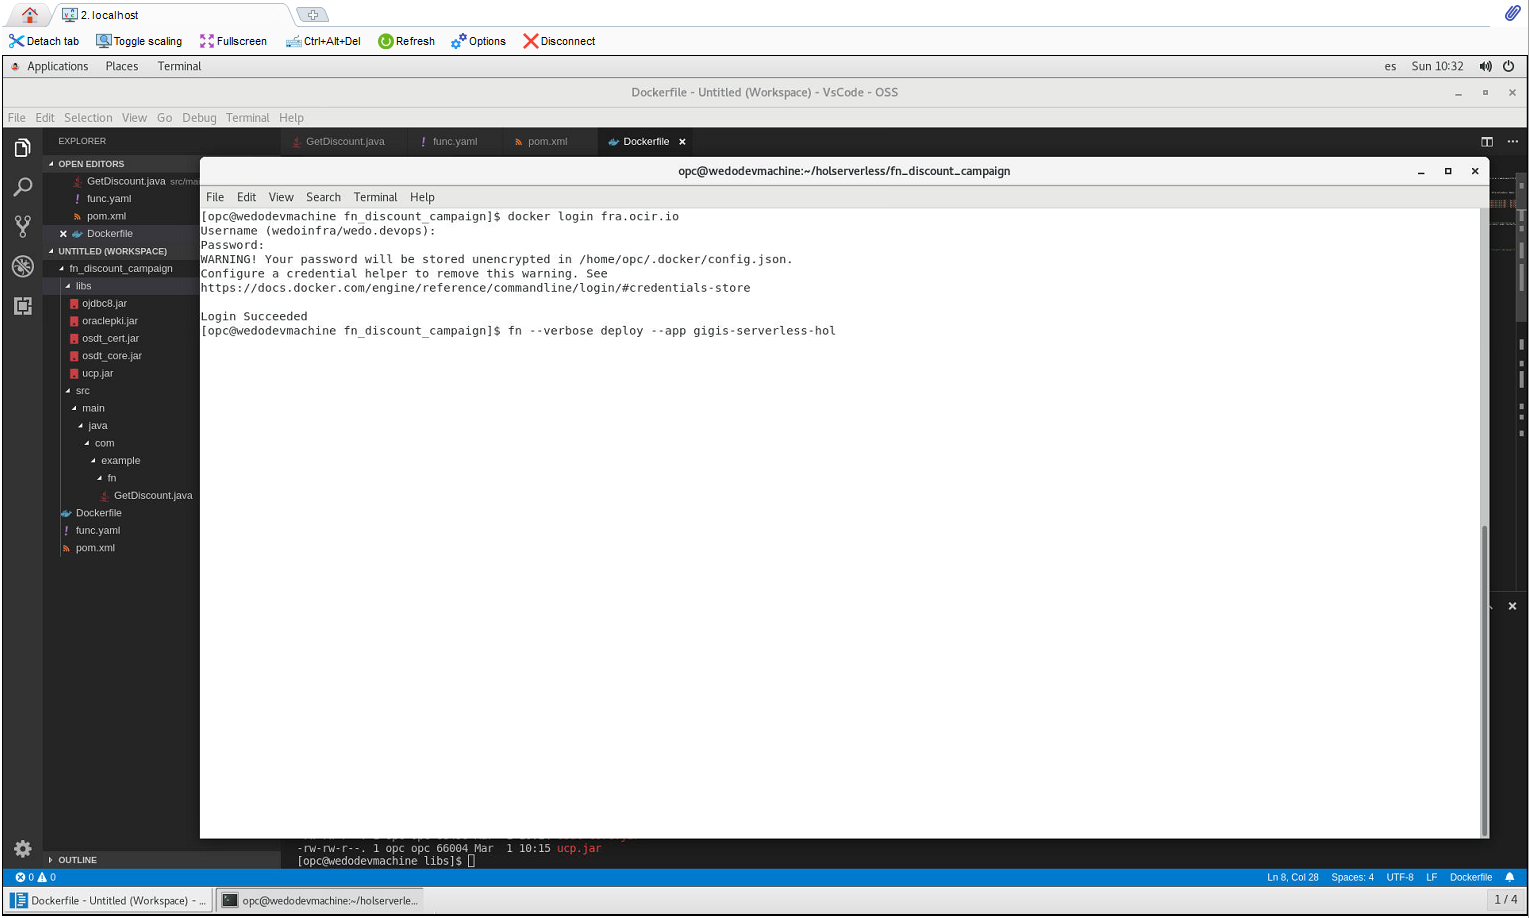 2. localhost
Detach tab Toggle scaling Fullscreen Ctrl+Alt+Del Refresh Options Disconnect
Applications Places Terminal es Sun 10:32
Dockerfile - Untitled (Workspace) - VsCode - OSS
File Edit Selection View Go Debug Terminal Help
EXPLORER
GetDiscount.java ! func.yaml pom.xml Dockerfile
OPEN EDITORS
GetDiscount.java src/mai
! func.yaml
pom.xml
Dockerfile
UNTITLED (WORKSPACE)
fn_discount_campaign
libs
ojdbc8.jar
oraclepki.jar
osdt_cert.jar
osdt_core.jar
ucp.jar
src
main
java
com
example
fn
GetDiscount.java
Dockerfile
! func.yaml
pom.xml
OUTLINE
opc@wedodevmachine:~/holserverless/fn_discount_campaign
File Edit View Search Terminal Help
[opc@wedodevmachine fn_discount_campaign]$ docker login fra.ocir.io
Username (wedoinfra/wedo.devops):
Password:
WARNING! Your password will be stored unencrypted in /home/opc/.docker/config.json.
Configure a credential helper to remove this warning. See
https://docs.docker.com/engine/reference/commandline/login/#credentials-store
Login Succeeded
[opc@wedodevmachine fn_discount_campaign]$ fn --verbose deploy --app gigis-serverless-hol
-rw-rw-r--. 1 opc opc 66004 Mar 1 10:15 ucp.jar
[opc@wedodevmachine libs]$
0 0 Ln 8, Col 28 Spaces: 4 UTF-8 LF Dockerfile
Dockerfile - Untitled (Workspace) - ... opc@wedodevmachine:~/holserverle... 1 / 4